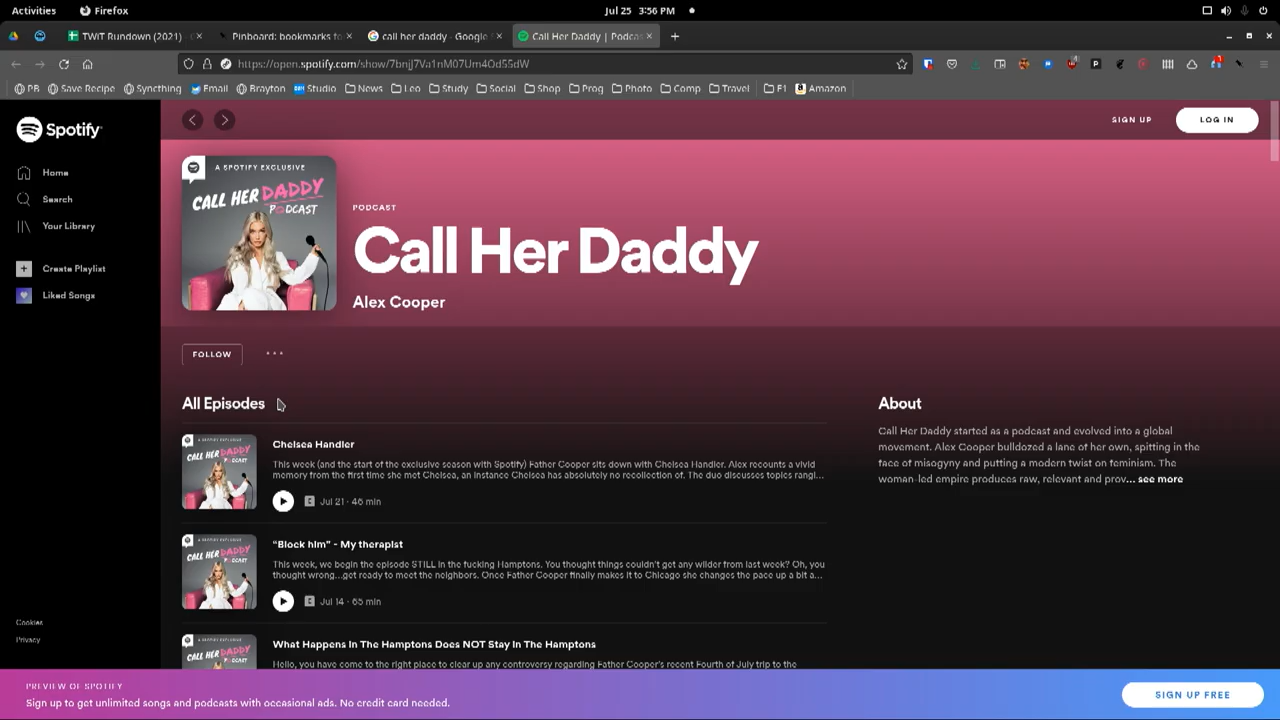 Activities
Firefox
Jul 25 3:56 PM
TWiT Rundown (2021)
Pinboard: bookmarks fo
call her daddy - Google
Call Her Daddy | Podcas
https://open.spotify.com/show/7bnjJ7Va1nM07Um4Od55dW
PB
Save Recipe
Syncthing
Email
Brayton
Studio
News
Leo
Study
Social
Shop
Prog
Photo
Comp
Travel
F1
Amazon
Spotify
Home
Search
Your Library
Create Playlist
Liked Songs
Cookies
Privacy
SIGN UP
LOG IN
A SPOTIFY EXCLUSIVE
CALL HER DADDY
PODCAST
PODCAST
Call Her Daddy
Alex Cooper
FOLLOW
All Episodes
Chelsea Handler
This week (and the start of the exclusive season with Spotify) Father Cooper sits down with Chelsea Handler. Alex recounts a vivid
memory from the first time she met Chelsea, an instance Chelsea has absolutely no recollection of. The duo discusses topics rangi...
E Jul 21 · 46 min
“Block him” - My therapist
This week, we begin the episode STILL in the fucking Hamptons. You thought things couldn't get any wilder from last week? Oh, you
thought wrong...get ready to meet the neighbors. Once Father Cooper finally makes it to Chicago she changes the pace up a bit a...
E Jul 14 · 65 min
What Happens In The Hamptons Does NOT Stay In The Hamptons
Hello, you have come to the right place to clear up any controversy regarding Father Cooper's recent Fourth of July trip to the
About
Call Her Daddy started as a podcast and evolved into a global
movement. Alex Cooper bulldozed a lane of her own, spitting in the
face of misogyny and putting a modern twist on feminism. The
woman-led empire produces raw, relevant and prov... see more
PREVIEW OF SPOTIFY
Sign up to get unlimited songs and podcasts with occasional ads. No credit card needed.
SIGN UP FREE